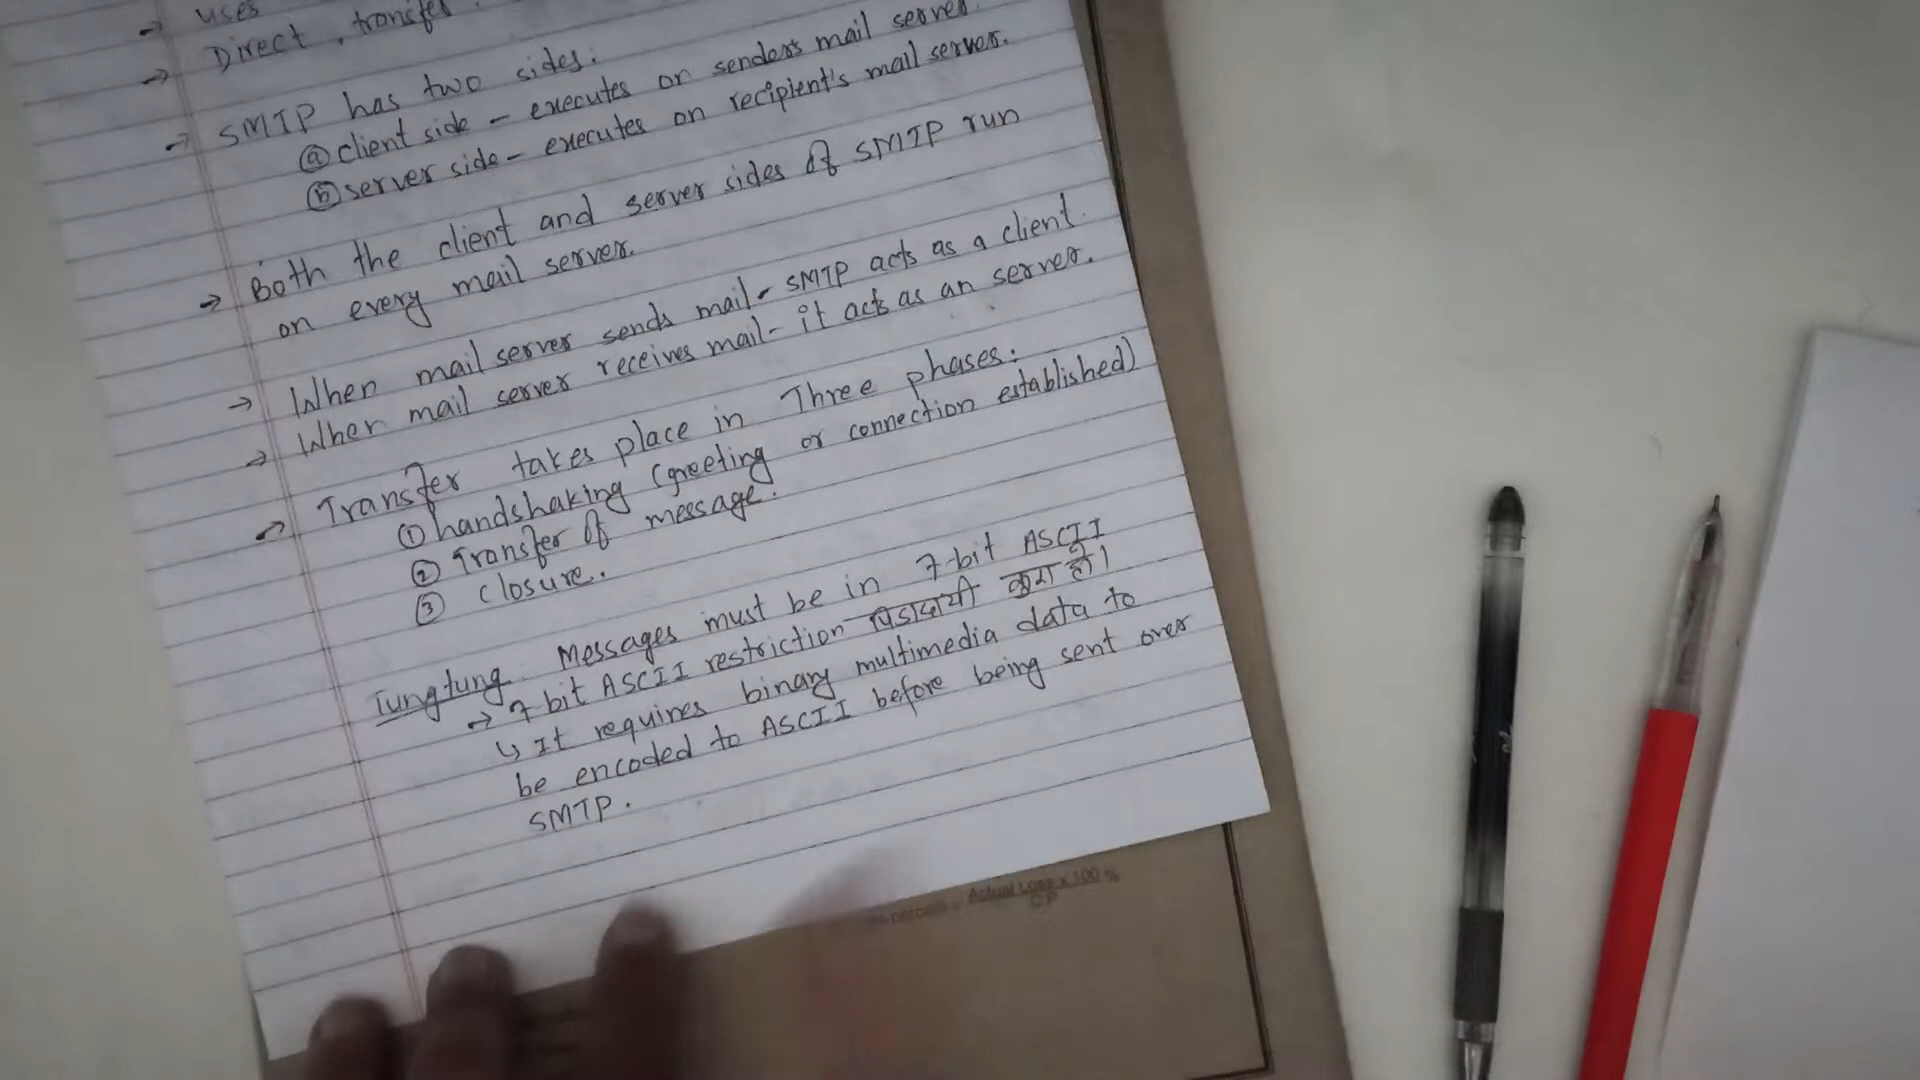 → uses
→ Direct transfer
→ SMTP has two sides:
ⓐ client side - executes on senders mail server.
ⓑ server side - executes on recipient's mail server.
→ Both the client and server sides of SMTP run
on every mail server.
→ When mail server sends mail - SMTP acts as a client.
→ When mail server receives mail - it acts as an server.
→ Transfer takes place in Three phases:
① handshaking (greeting or connection established)
② Transfer of message.
③ closure.
Messages must be in 7-bit ASCII
Tungtung → 7 bit ASCII restriction पीडादायी कुरा हो।
↳ It requires binary multimedia data to
be encoded to ASCII before being sent over
SMTP.
Actual Loss x 100 %
CP